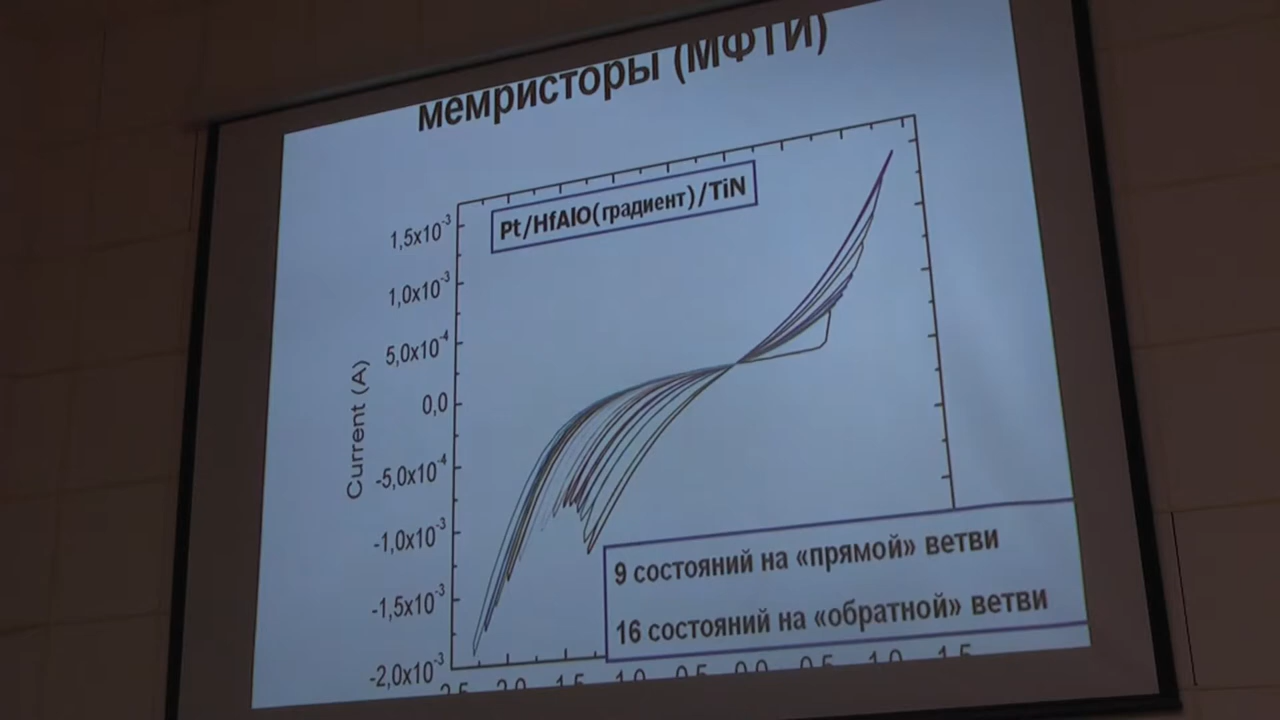 мемристоры (МФТИ)
Pt/HfAlO(градиент)/TiN
1,5x10⁻³
1,0x10⁻³
5,0x10⁻⁴
0,0
-5,0x10⁻⁴
-1,0x10⁻³
-1,5x10⁻³
-2,0x10⁻³
Current (A)
9 состояний на «прямой» ветви
16 состояний на «обратной» ветви